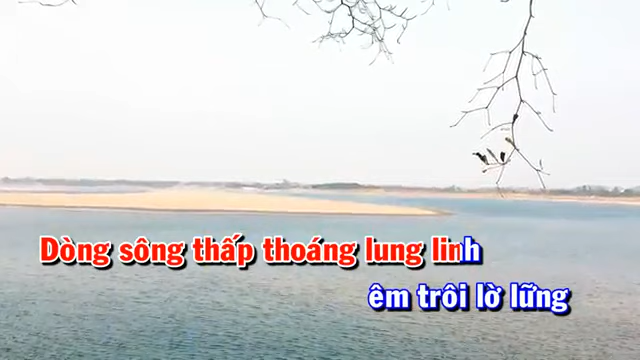 Dòng sông thấp thoáng lung linh
êm trôi lờ lững